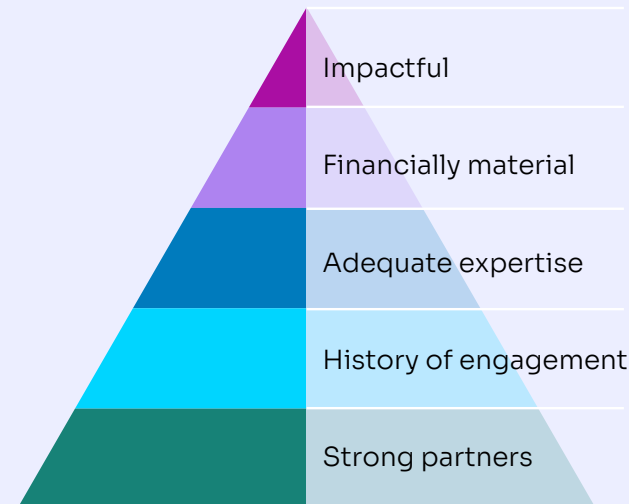 Impactful
Financially material
Adequate expertise
History of engagement
Strong partners